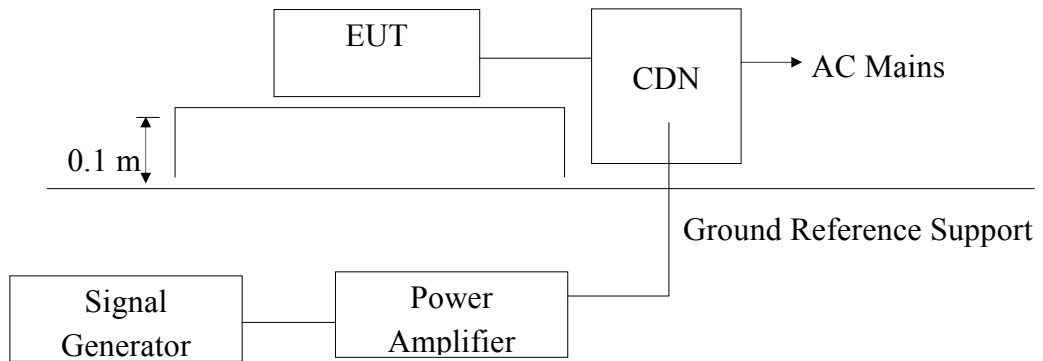 EUT
CDN
AC Mains
0.1 m
Ground Reference Support
Signal
Generator
Power
Amplifier